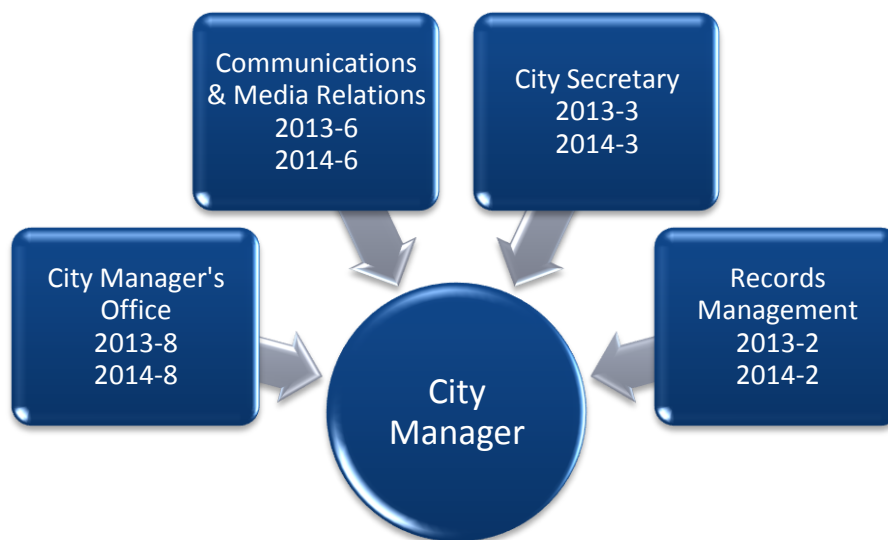 Communications
& Media Relations
2013-6
2014-6
City Secretary
2013-3
2014-3
City Manager's
Office
2013-8
2014-8
Records
Management
2013-2
2014-2
City
Manager